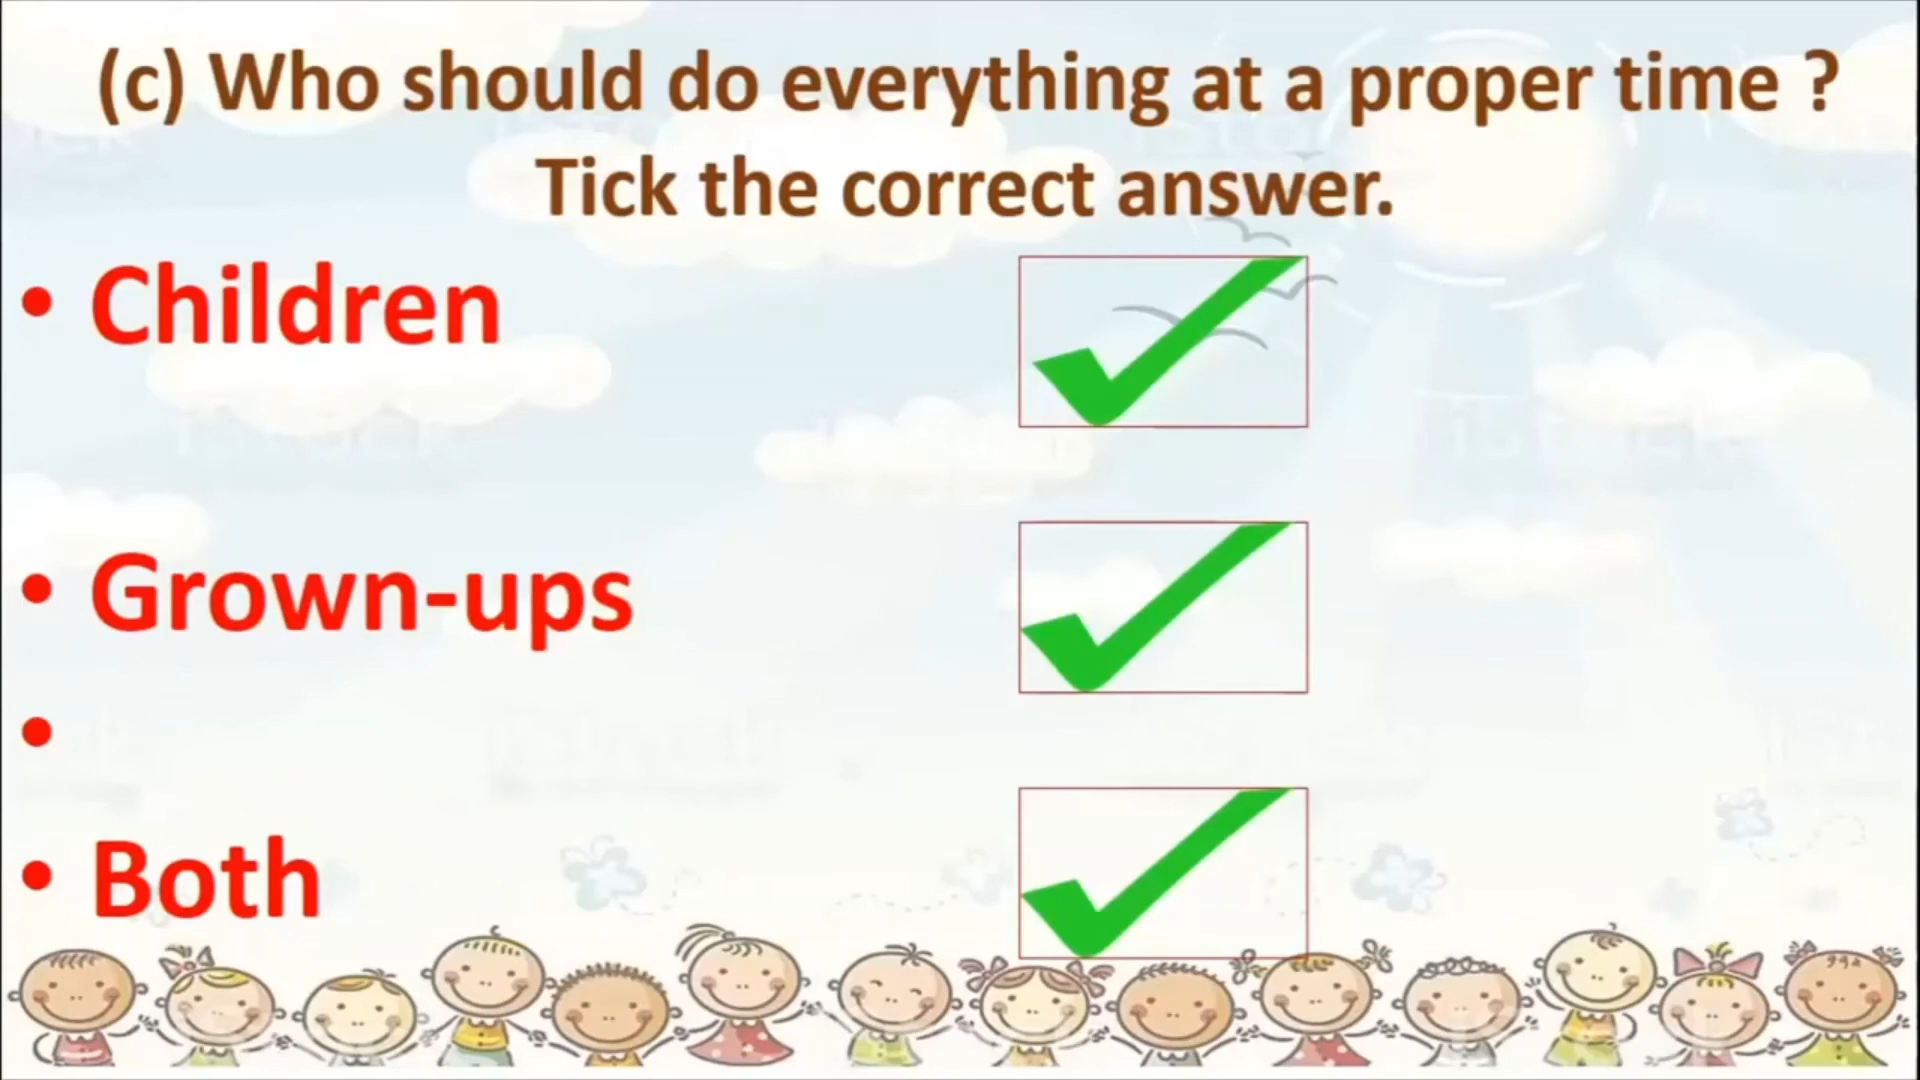 (c) Who should do everything at a proper time ?
Tick the correct answer.
• Children
• Grown-ups
•
• Both